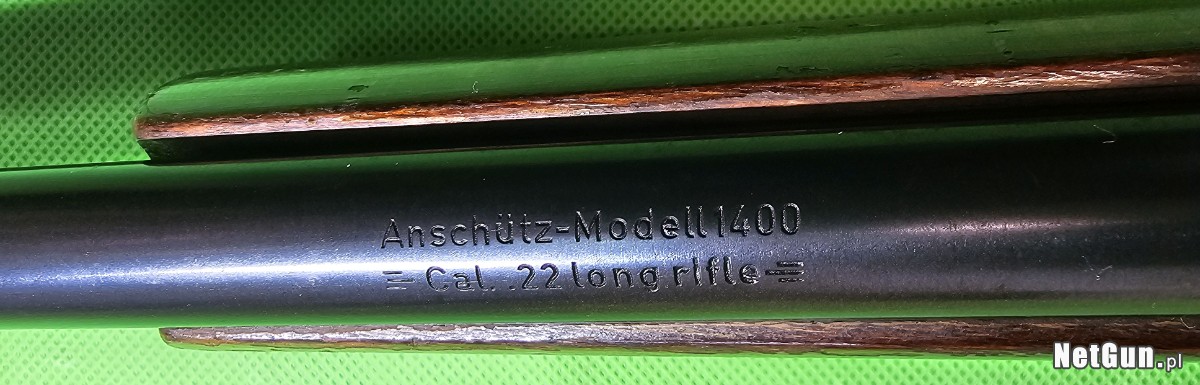 Anschütz-Modell 1400
= Cal. .22 long rifle ≡
NetGun.pl